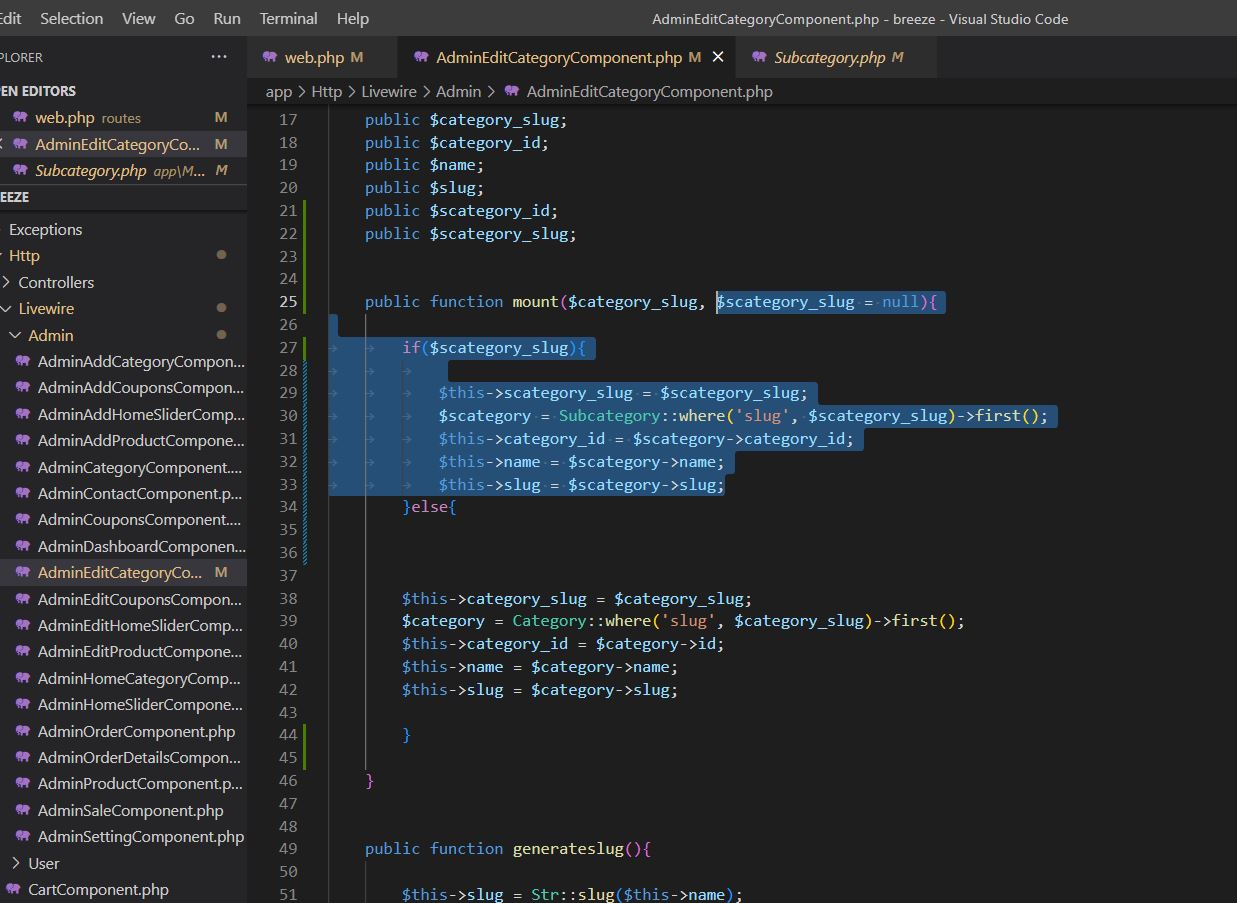 Edit Selection View Go Run Terminal Help AdminEditCategoryComponent.php - breeze - Visual Studio Code
PLORER ···
web.php M AdminEditCategoryComponent.php M × Subcategory.php M
app > Http > Livewire > Admin > AdminEditCategoryComponent.php
EN EDITORS
web.php routes M
AdminEditCategoryCo... M
Subcategory.php app\M... M
EEZE
Exceptions
Http
Controllers
Livewire
Admin
AdminAddCategoryCompon...
AdminAddCouponsCompon...
AdminAddHomeSliderComp...
AdminAddProductCompone...
AdminCategoryComponent....
AdminContactComponent.p...
AdminCouponsComponent....
AdminDashboardComponen...
AdminEditCategoryCo... M
AdminEditCouponsCompon...
AdminEditHomeSliderComp...
AdminEditProductCompone...
AdminHomeCategoryComp...
AdminHomeSliderCompone...
AdminOrderComponent.php
AdminOrderDetailsCompon...
AdminProductComponent.p...
AdminSaleComponent.php
AdminSettingComponent.php
User
CartComponent.php
17 public $category_slug;
18 public $category_id;
19 public $name;
20 public $slug;
21 public $scategory_id;
22 public $scategory_slug;
23
24
25 public function mount($category_slug, $scategory_slug = null){
26
27 if($scategory_slug){
28
29 $this->scategory_slug = $scategory_slug;
30 $scategory = Subcategory::where('slug', $scategory_slug)->first();
31 $this->category_id = $scategory->category_id;
32 $this->name = $scategory->name;
33 $this->slug = $scategory->slug;
34 }else{
35
36
37
38 $this->category_slug = $category_slug;
39 $category = Category::where('slug', $category_slug)->first();
40 $this->category_id = $category->id;
41 $this->name = $category->name;
42 $this->slug = $category->slug;
43
44 }
45
46 }
47
48
49 public function generateslug(){
50
51 $this->slug = Str::slug($this->name);